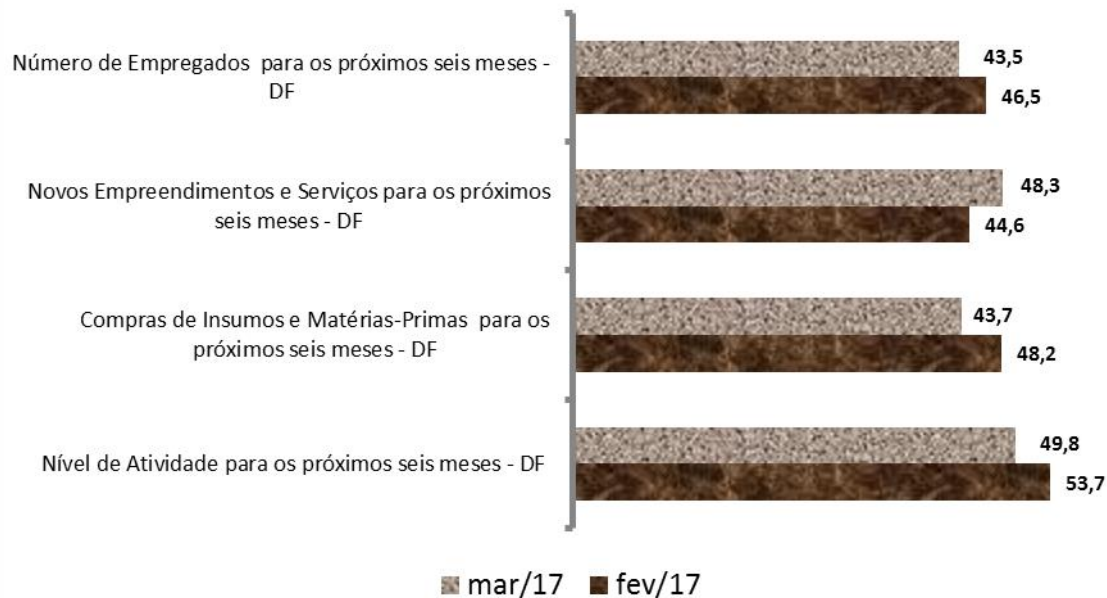 Número de Empregados  para os próximos seis meses -
DF
43,5
46,5
Novos Empreendimentos e Serviços para os próximos
seis meses - DF
48,3
44,6
Compras de Insumos e Matérias-Primas  para os
próximos seis meses - DF
43,7
48,2
Nível de Atividade para os próximos seis meses - DF
49,8
53,7
mar/17 fev/17